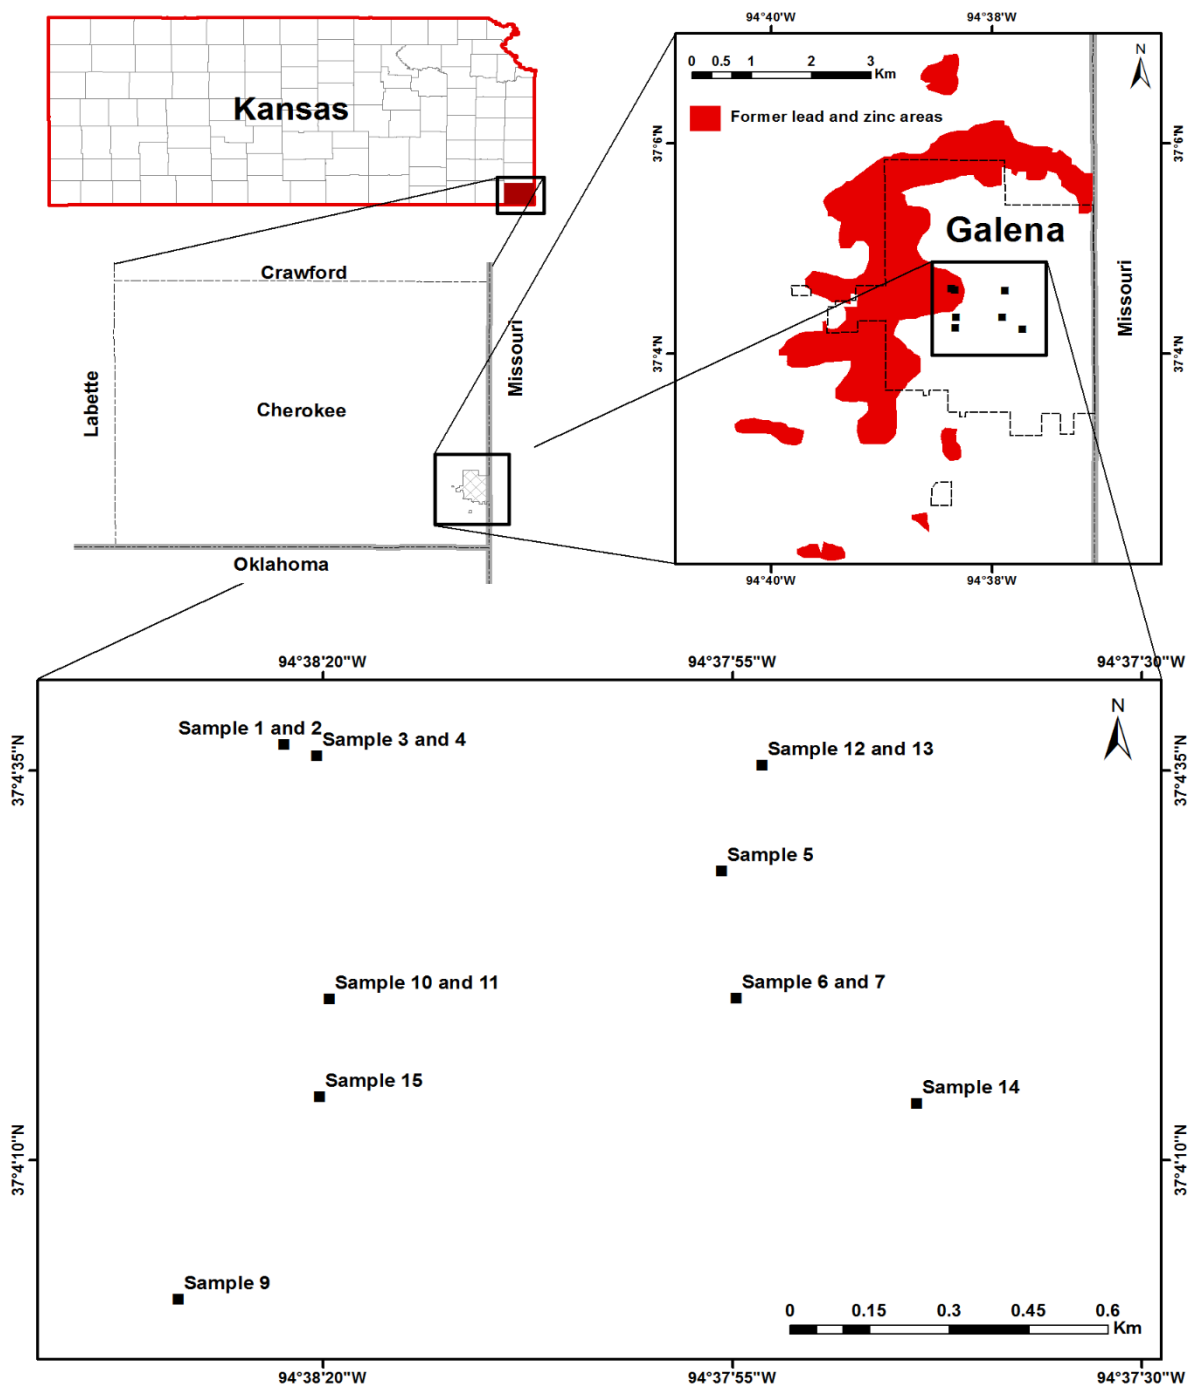 94°40'W
94°38'W
Kansas
0 0.5 1 2 3
Km
N
Former lead and zinc areas
37°6'N
37°6'N
Galena
Missouri
Crawford
Missouri
Labette
Cherokee
37°4'N
37°4'N
Oklahoma
94°40'W
94°38'W
94°38'20"W
94°37'55"W
94°37'30"W
N
Sample 1 and 2
Sample 3 and 4
Sample 12 and 13
37°4'35"N
37°4'35"N
Sample 5
Sample 10 and 11
Sample 6 and 7
Sample 15
Sample 14
37°4'10"N
37°4'10"N
Sample 9
0 0.15 0.3 0.45 0.6
Km
94°38'20"W
94°37'55"W
94°37'30"W